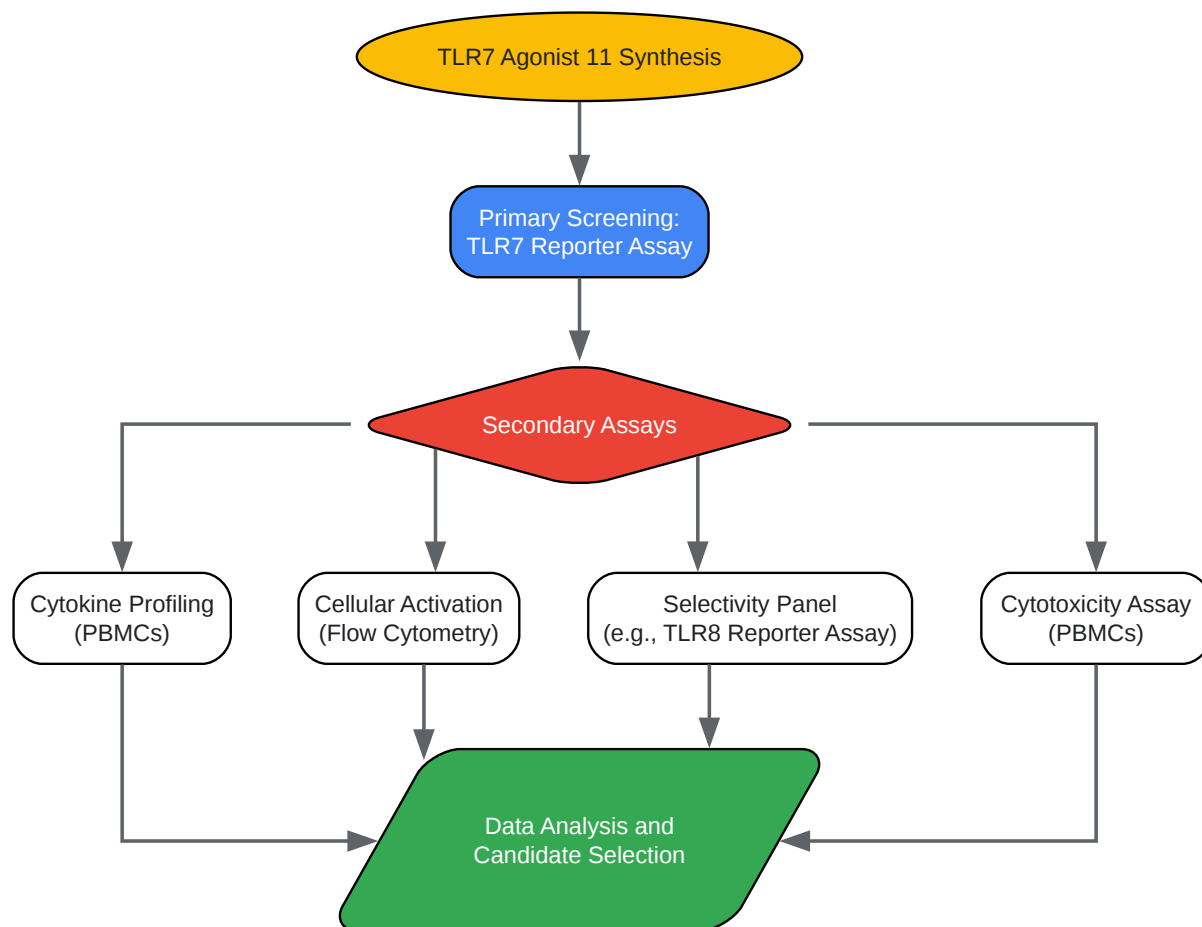 TLR7 Agonist 11 Synthesis
Primary Screening:
TLR7 Reporter Assay
Secondary Assays
Cytokine Profiling
(PBMCs)
Cellular Activation
(Flow Cytometry)
Selectivity Panel
(e.g., TLR8 Reporter Assay)
Cytotoxicity Assay
(PBMCs)
Data Analysis and
Candidate Selection